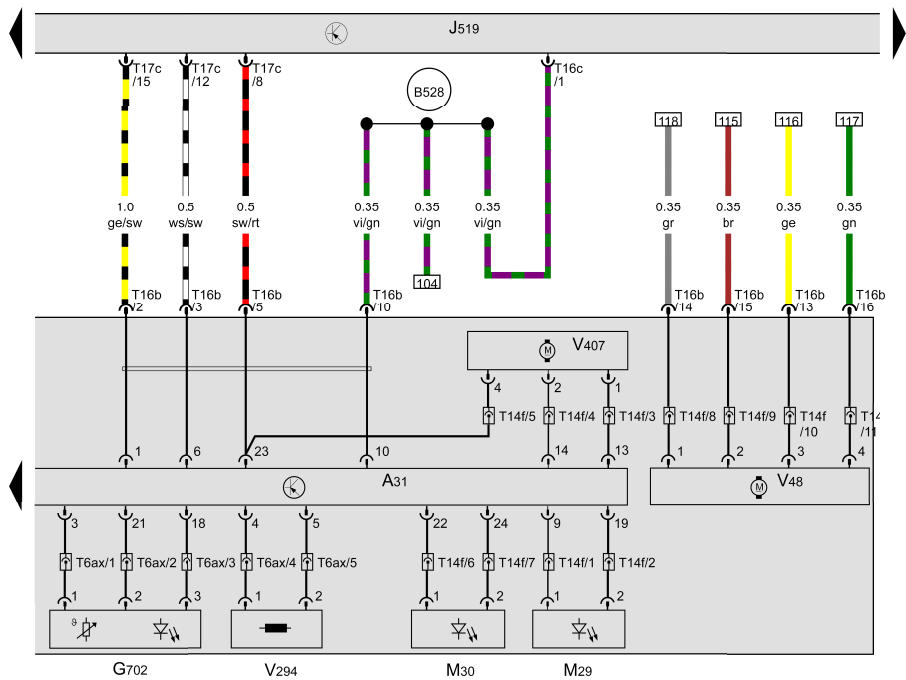 J519
T17c T17c T17c T16c
/15 /12 /8 /1
B528
118 115 116 117
1.0 0.5 0.5 0.35 0.35 0.35 0.35 0.35 0.35 0.35
ge/sw ws/sw sw/rt vi/gn vi/gn vi/gn gr br ge gn
104
T16b T16b T16b T16b T16b T16b T16b T16b
/2 /3 /5 /10 /14 /15 /13 /16
M V407
4 2 1
T14f/5 T14f/4 T14f/3 T14f/8 T14f/9 T14f T14
/10 /11
1 6 23 10 14 13 1 2 3 4
A31 M V48
3 21 18 4 5 22 24 9 19
T6ax/1 T6ax/2 T6ax/3 T6ax/4 T6ax/5 T14f/6 T14f/7 T14f/1 T14f/2
1 2 3 1 2 1 2 1 2
ϑ
G702 V294 M30 M29